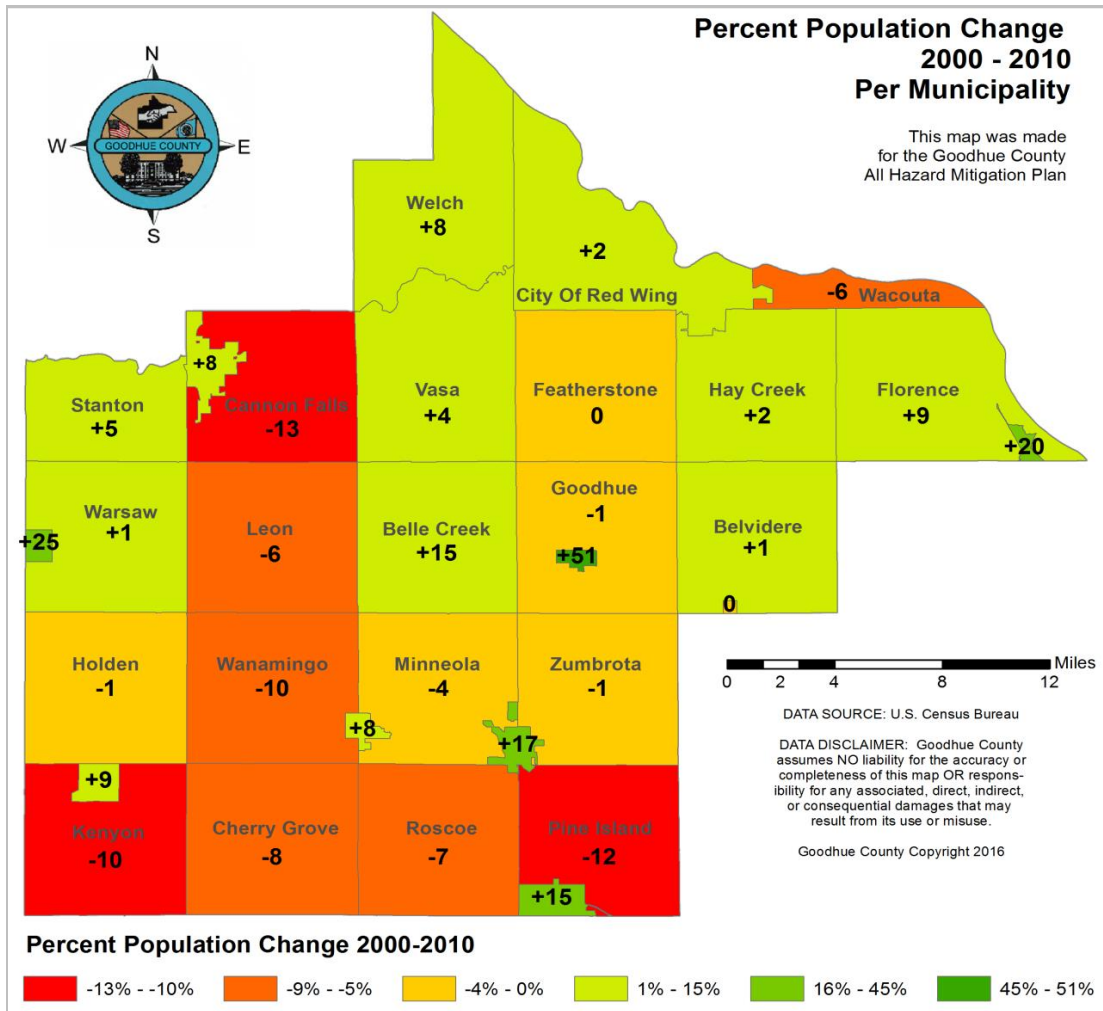 Percent Population Change
2000 - 2010
Per Municipality
This map was made
for the Goodhue County
All Hazard Mitigation Plan
N
W
E
S
GOODHUE COUNTY
Welch
+8
+2
City Of Red Wing
-6 Wacouta
+8
Stanton
+5
Cannon Falls
-13
Vasa
+4
Featherstone
0
Hay Creek
+2
Florence
+9
+20
Warsaw
+1
+25
Leon
-6
Belle Creek
+15
Goodhue
-1
+51
Belvidere
+1
0
Holden
-1
Wanamingo
-10
Minneola
-4
Zumbrota
-1
+8
+17
+9
Kenyon
-10
Cherry Grove
-8
Roscoe
-7
Pine Island
-12
+15
Miles
0 2 4 8 12
DATA SOURCE: U.S. Census Bureau
DATA DISCLAIMER: Goodhue County
assumes NO liability for the accuracy or
completeness of this map OR respons-
ibility for any associated, direct, indirect,
or consequential damages that may
result from its use or misuse.
Goodhue County Copyright 2016
Percent Population Change 2000-2010
-13% - -10%
-9% - -5%
-4% - 0%
1% - 15%
16% - 45%
45% - 51%